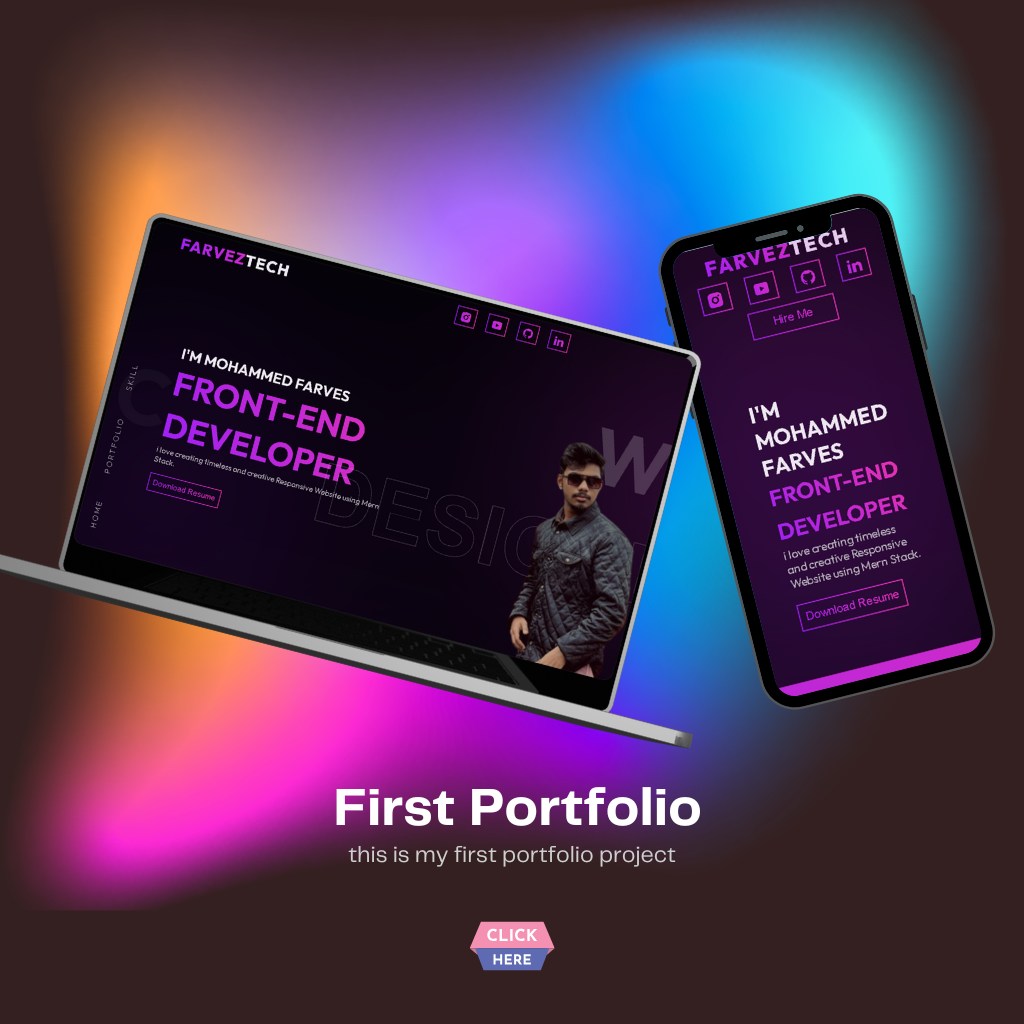 FARVEZTECH
I'M MOHAMMED FARVES
FRONT-END
DEVELOPER
i love creating timeless and creative Responsive Website using Mern
Stack.
Download Resume
SKILL
PORTFOLIO
HOME
DESIG
W
C
FARVEZTECH
Hire Me
I'M
MOHAMMED
FARVES
FRONT-END
DEVELOPER
i love creating timeless
and creative Responsive
Website using Mern Stack.
Download Resume
in
in
First Portfolio
this is my first portfolio project
CLICK
HERE